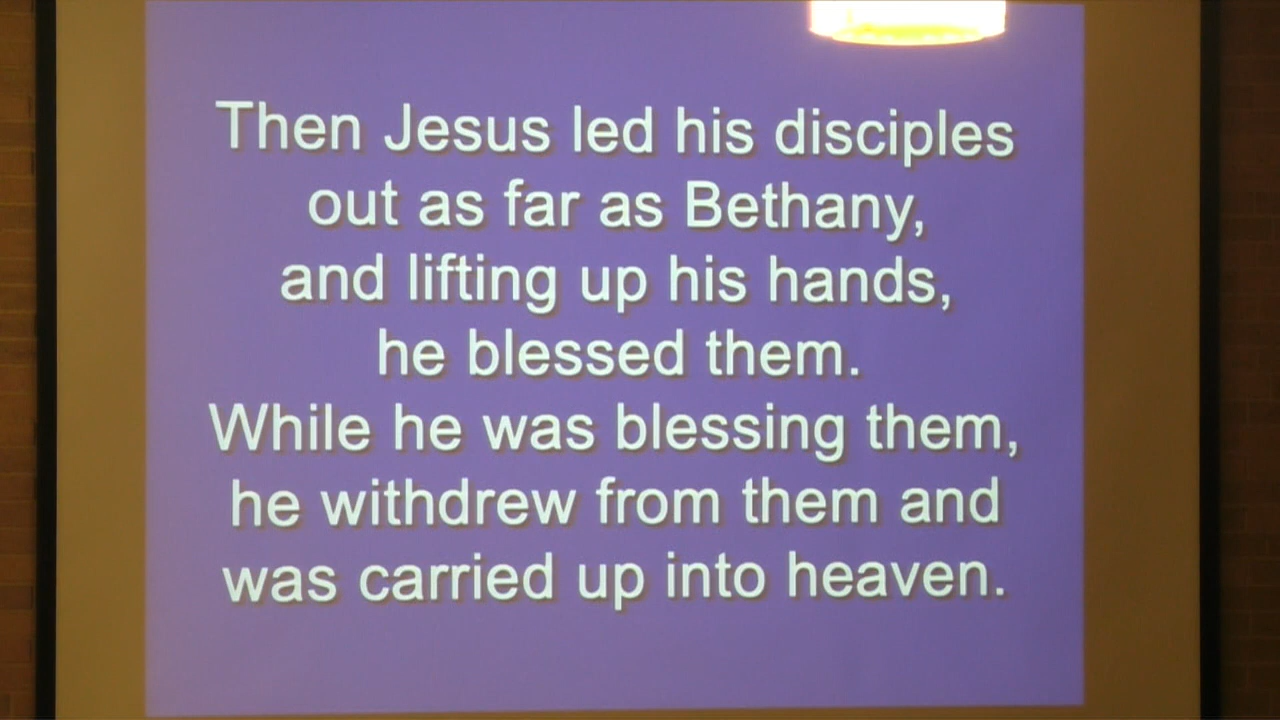 Then Jesus led his disciples
out as far as Bethany,
and lifting up his hands,
he blessed them.
While he was blessing them,
he withdrew from them and
was carried up into heaven.